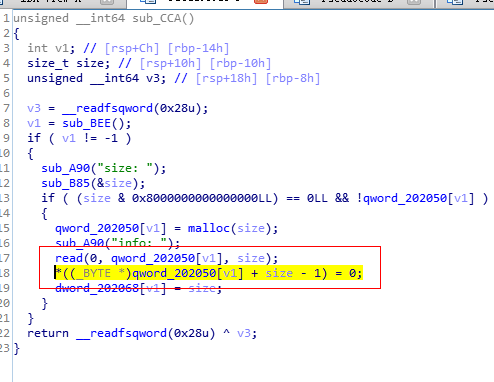 1 unsigned __int64 sub_CCA()
2 {
3 int v1; // [rsp+Ch] [rbp-14h]
4 size_t size; // [rsp+10h] [rbp-10h]
5 unsigned __int64 v3; // [rsp+18h] [rbp-8h]
6
7 v3 = __readfsqword(0x28u);
8 v1 = sub_BEE();
9 if ( v1 != -1 )
10 {
11 sub_A90("size: ");
12 sub_B85(&size);
13 if ( (size & 0x8000000000000000LL) == 0LL && !qword_202050[v1] )
14 {
15 qword_202050[v1] = malloc(size);
16 sub_A90("info: ");
17 read(0, qword_202050[v1], size);
18 *((_BYTE *)qword_202050[v1] + size - 1) = 0;
19 dword_202068[v1] = size;
20 }
21 }
22 return __readfsqword(0x28u) ^ v3;
23 }